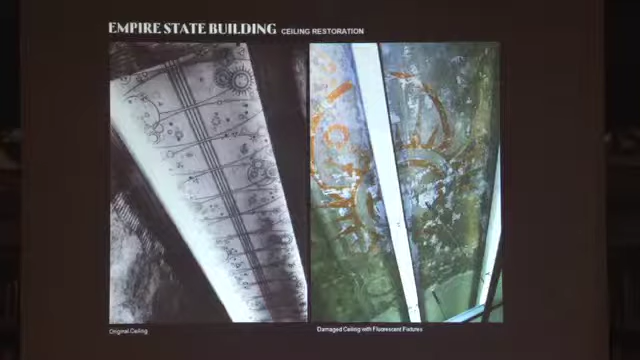 EMPIRE STATE BUILDING CEILING RESTORATION
Original Ceiling
Damaged Ceiling with Fluorescent Fixtures